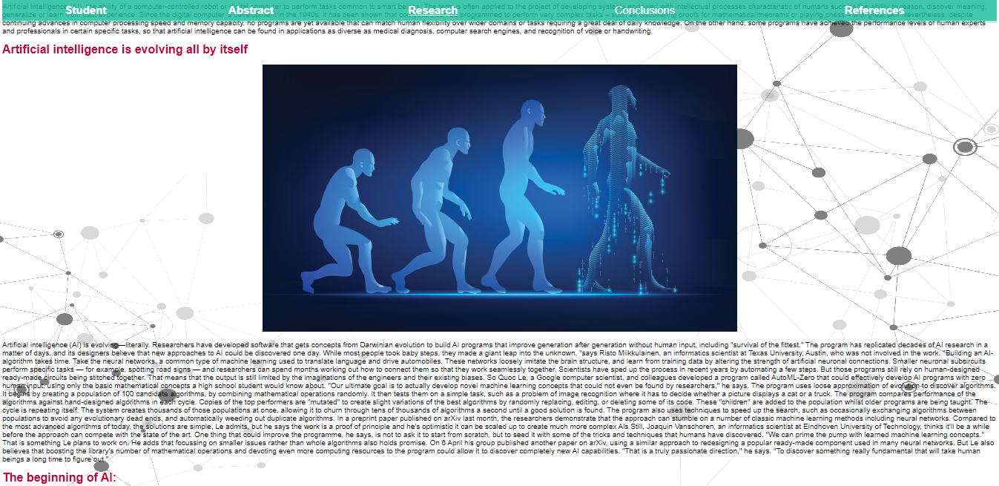 Student Abstract Research Conclusions References
Artificial intelligence the ability of a computer-controlled robot or computer to perform tasks common to smart The is often applied to the project of developing with intellectual processes characteristic of humans ability to reason, discover meaning,
generalize experience. Since the digital computer in the 1940s, it has been shown that programmed to perform very complex tasks – proofs for mathematical theorems or playing Nevertheless, despite
continuing advances in computer processing speed and memory capacity, no programs are yet available that can match human flexibility over wider domains or tasks requiring a great deal of daily knowledge. On the other hand, some programs have achieved the performance levels of human experts
and professionals in certain specific tasks, so that artificial intelligence can be found in applications as diverse as medical diagnosis, computer search engines, and recognition of voice or handwriting.
Artificial intelligence is evolving all by itself
Artificial intelligence (AI) is evolving—literally. Researchers have developed software that gets concepts from Darwinian evolution to build AI programs that improve generation after generation without human input, including "survival of the fittest." The program has replicated decades of AI research in a
matter of days, and its designers believe that new approaches to AI could be discovered one day. While most people took baby steps, they made a giant leap into the unknown, "says Risto Miikkulainen, an informatics scientist at Texas University, Austin, who was not involved in the work. "Building an AI-
algorithm takes time. Take the neural networks, a common type of machine learning used to translate language and drive automobiles. These networks loosely imitate the brain structure, and learn from training data by altering the strength of artificial neuronal connections. Smaller neuronal subcircuits
perform specific tasks — for example, spotting road signs — and researchers can spend months working out how to connect them so that they work seamlessly together. Scientists have sped up the process in recent years by automating a few steps. But those programs still rely on human-designed
ready-made circuits being stitched together. That means that the output is still limited by the imaginations of the engineers and their existing biases. So Quoc Le, a Google computer scientist, and colleagues developed a program called AutoML-Zero that could effectively develop AI programs with zero
human input, using only the basic mathematical concepts a high school student would know about. "Our ultimate goal is to actually develop novel machine learning concepts that could not even be found by researchers," he says. The program uses loose approximation of evolution to discover algorithms.
It begins by creating a population of 100 candidate algorithms, by combining mathematical operations randomly. It then tests them on a simple task, such as a problem of image recognition where it has to decide whether a picture displays a cat or a truck. The program compares performance of the
algorithms against hand-designed algorithms in each cycle. Copies of the top performers are "mutated" to create slight variations of the best algorithms by randomly replacing, editing, or deleting some of its code. These "children" are added to the population whilst older programs are being taught. The
cycle is repeating itself. The system creates thousands of those populations at once, allowing it to churn through tens of thousands of algorithms a second until a good solution is found. The program also uses techniques to speed up the search, such as occasionally exchanging algorithms between
populations to avoid any evolutionary dead ends, and automatically weeding out duplicate algorithms. In a preprint paper published on arXiv last month, the researchers demonstrate that the approach can stumble on a number of classic machine learning methods including neural networks. Compared to
the most advanced algorithms of today, the solutions are simple, Le admits, but he says the work is a proof of principle and he's optimistic it can be scaled up to create much more complex AIs Still, Joaquin Vanschoren, an informatics scientist at Eindhoven University of Technology, thinks it'll be a while
before the approach can compete with the state of the art. One thing that could improve the programme, he says, is not to ask it to start from scratch, but to seed it with some of the tricks and techniques that humans have discovered. "We can prime the pump with learned machine learning concepts."
That is something Le plans to work on. He adds that focussing on smaller issues rather than whole algorithms also holds promise. On 6 April his group published another paper on arXiv, using a similar approach to redesigning a popular ready-made component used in many neural networks. But Le also
believes that boosting the library's number of mathematical operations and devoting even more computing resources to the program could allow it to discover completely new AI capabilities. "That is a truly passionate direction," he says. "To discover something really fundamental that will take human
beings a long time to figure out."
The beginning of AI: